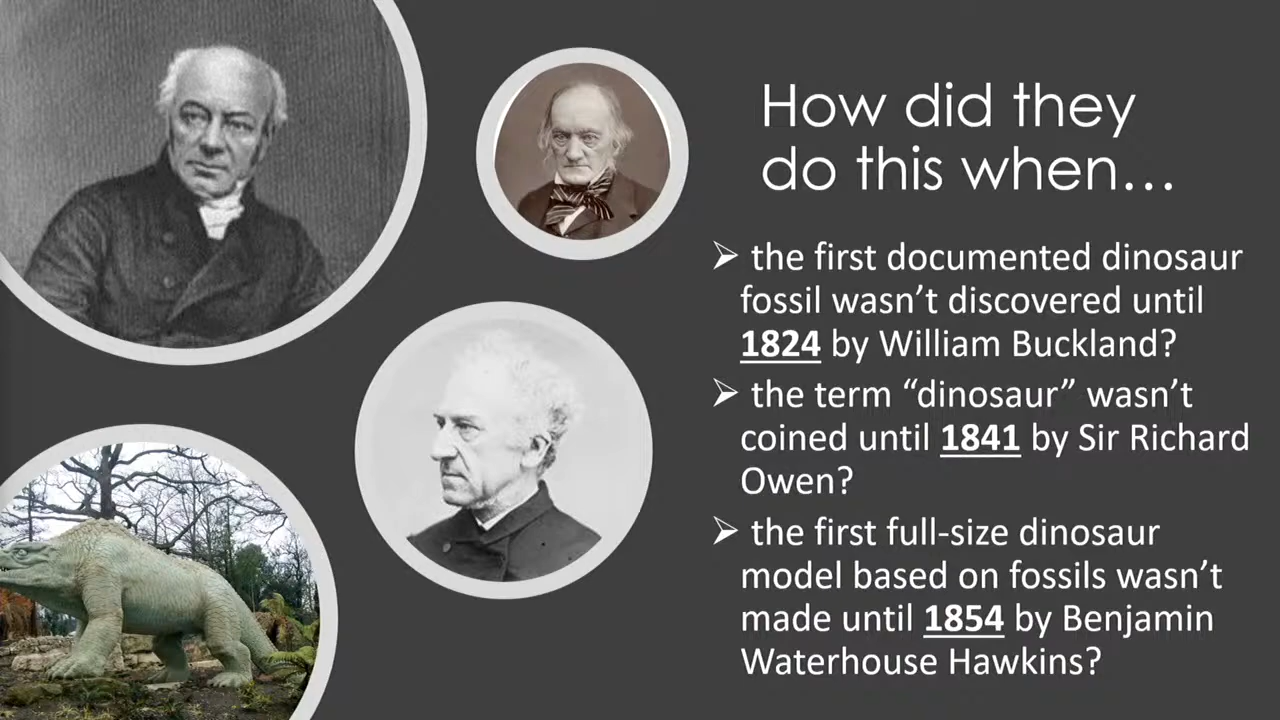 How did they
do this when...
➢ the first documented dinosaur
fossil wasn’t discovered until
1824 by William Buckland?
➢ the term “dinosaur” wasn’t
coined until 1841 by Sir Richard
Owen?
➢ the first full-size dinosaur
model based on fossils wasn’t
made until 1854 by Benjamin
Waterhouse Hawkins?